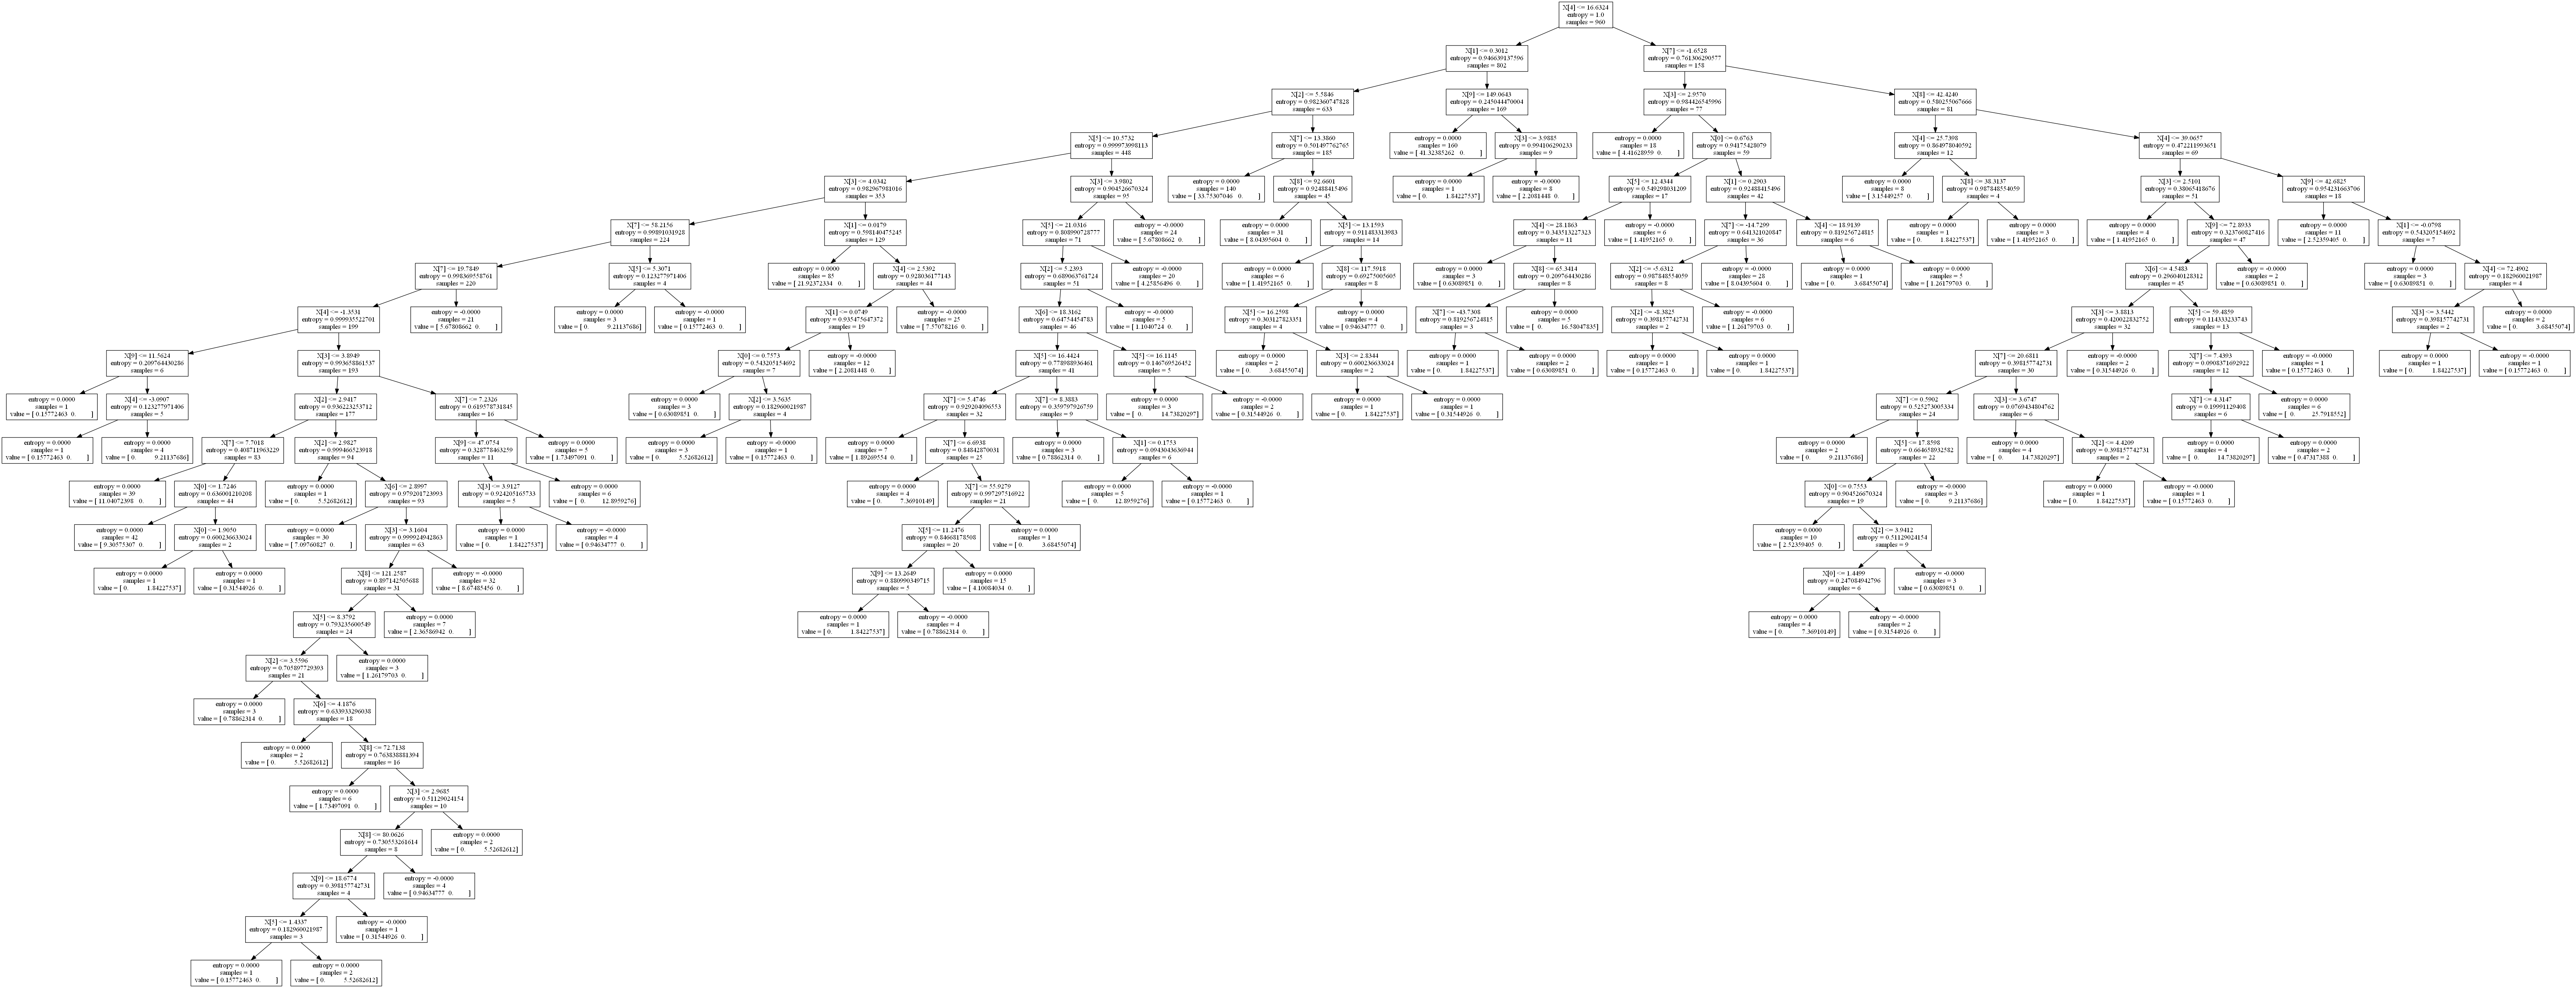 X[4] <= 16.6324
entropy = 1.0
samples = 960
X[1] <= 0.3012
entropy = 0.946639137596
samples = 802
X[7] <= -1.6528
entropy = 0.761306290577
samples = 158
X[2] <= 5.5846
entropy = 0.982360747828
samples = 633
X[9] <= 149.0643
entropy = 0.245044470004
samples = 169
X[3] <= 2.9570
entropy = 0.984426545996
samples = 77
X[8] <= 42.4240
entropy = 0.580255067666
samples = 81
X[5] <= 10.5732
entropy = 0.999973998113
samples = 448
X[7] <= 13.3860
entropy = 0.501497762765
samples = 185
entropy = 0.0000
samples = 160
value = [ 41.32385262 0. ]
X[3] <= 3.9885
entropy = 0.994106290233
samples = 9
entropy = 0.0000
samples = 18
value = [ 4.41628959 0. ]
X[0] <= 0.6763
entropy = 0.94175428079
samples = 59
X[4] <= 25.7398
entropy = 0.864978040592
samples = 12
X[4] <= 39.0657
entropy = 0.472211993651
samples = 69
X[3] <= 4.0342
entropy = 0.982967981016
samples = 353
X[3] <= 3.9802
entropy = 0.904526670324
samples = 95
entropy = 0.0000
samples = 140
value = [ 33.75307046 0. ]
X[8] <= 92.6601
entropy = 0.92488415496
samples = 45
entropy = 0.0000
samples = 1
value = [ 0. 1.84227537]
entropy = -0.0000
samples = 8
value = [ 2.2081448 0. ]
X[5] <= 12.4344
entropy = 0.549298031209
samples = 17
X[1] <= 0.2903
entropy = 0.92488415496
samples = 42
entropy = 0.0000
samples = 8
value = [ 3.15449257 0. ]
X[8] <= 38.3137
entropy = 0.987848554059
samples = 4
X[3] <= 2.5101
entropy = 0.38065418676
samples = 51
X[9] <= 42.6825
entropy = 0.954231663706
samples = 18
X[7] <= 58.2156
entropy = 0.99891031928
samples = 224
X[1] <= 0.0179
entropy = 0.598140475245
samples = 129
X[5] <= 21.0316
entropy = 0.808990728777
samples = 71
entropy = -0.0000
samples = 24
value = [ 5.67808662 0. ]
entropy = 0.0000
samples = 31
value = [ 8.04395604 0. ]
X[5] <= 13.1593
entropy = 0.911483313983
samples = 14
X[4] <= 28.1863
entropy = 0.343513227323
samples = 11
entropy = -0.0000
samples = 6
value = [ 1.41952165 0. ]
X[7] <= -14.7299
entropy = 0.641321020847
samples = 36
X[4] <= 18.9139
entropy = 0.819256724815
samples = 6
entropy = 0.0000
samples = 1
value = [ 0. 1.84227537]
entropy = 0.0000
samples = 3
value = [ 1.41952165 0. ]
entropy = 0.0000
samples = 4
value = [ 1.41952165 0. ]
X[9] <= 72.8933
entropy = 0.323760827416
samples = 47
entropy = 0.0000
samples = 11
value = [ 2.52359405 0. ]
X[1] <= -0.0798
entropy = 0.543205154692
samples = 7
X[7] <= 19.7849
entropy = 0.998369558761
samples = 220
X[5] <= 5.3071
entropy = 0.123277971406
samples = 4
entropy = 0.0000
samples = 85
value = [ 21.92372334 0. ]
X[4] <= 2.5392
entropy = 0.928036177143
samples = 44
X[2] <= 5.2393
entropy = 0.689063761724
samples = 51
entropy = -0.0000
samples = 20
value = [ 4.25856496 0. ]
entropy = 0.0000
samples = 6
value = [ 1.41952165 0. ]
X[8] <= 117.5918
entropy = 0.69275005605
samples = 8
entropy = 0.0000
samples = 3
value = [ 0.63089851 0. ]
X[8] <= 65.3414
entropy = 0.209764430286
samples = 8
X[2] <= -5.6312
entropy = 0.987848554059
samples = 8
entropy = -0.0000
samples = 28
value = [ 8.04395604 0. ]
entropy = 0.0000
samples = 1
value = [ 0. 3.68455074]
entropy = 0.0000
samples = 5
value = [ 1.26179703 0. ]
X[6] <= 4.5483
entropy = 0.296040128312
samples = 45
entropy = -0.0000
samples = 2
value = [ 0.63089851 0. ]
entropy = 0.0000
samples = 3
value = [ 0.63089851 0. ]
X[4] <= 72.4902
entropy = 0.182960021987
samples = 4
X[4] <= -1.3531
entropy = 0.999935522701
samples = 199
entropy = -0.0000
samples = 21
value = [ 5.67808662 0. ]
entropy = 0.0000
samples = 3
value = [ 0. 9.21137686]
entropy = -0.0000
samples = 1
value = [ 0.15772463 0. ]
X[1] <= 0.0749
entropy = 0.935475647372
samples = 19
entropy = -0.0000
samples = 25
value = [ 7.57078216 0. ]
X[6] <= 18.3162
entropy = 0.64754454783
samples = 46
entropy = -0.0000
samples = 5
value = [ 1.1040724 0. ]
X[5] <= 16.2598
entropy = 0.303127823351
samples = 4
entropy = 0.0000
samples = 4
value = [ 0.94634777 0. ]
X[7] <= -43.7308
entropy = 0.819256724815
samples = 3
entropy = 0.0000
samples = 5
value = [ 0. 16.58047835]
X[2] <= -8.3825
entropy = 0.398157742731
samples = 2
entropy = -0.0000
samples = 6
value = [ 1.26179703 0. ]
X[3] <= 3.8813
entropy = 0.420022832752
samples = 32
X[5] <= 59.4859
entropy = 0.114333233743
samples = 13
X[3] <= 3.5442
entropy = 0.398157742731
samples = 2
entropy = 0.0000
samples = 2
value = [ 0. 3.68455074]
X[9] <= 11.5624
entropy = 0.209764430286
samples = 6
X[3] <= 3.8949
entropy = 0.993658861537
samples = 193
X[0] <= 0.7573
entropy = 0.543205154692
samples = 7
entropy = -0.0000
samples = 12
value = [ 2.2081448 0. ]
X[5] <= 16.4424
entropy = 0.778988936461
samples = 41
X[5] <= 16.1145
entropy = 0.146769526452
samples = 5
entropy = 0.0000
samples = 2
value = [ 0. 3.68455074]
X[3] <= 2.8344
entropy = 0.600236633024
samples = 2
entropy = 0.0000
samples = 1
value = [ 0. 1.84227537]
entropy = 0.0000
samples = 2
value = [ 0.63089851 0. ]
entropy = 0.0000
samples = 1
value = [ 0.15772463 0. ]
entropy = 0.0000
samples = 1
value = [ 0. 1.84227537]
X[7] <= 20.6811
entropy = 0.398157742731
samples = 30
entropy = -0.0000
samples = 2
value = [ 0.31544926 0. ]
X[7] <= 7.4393
entropy = 0.0908371692922
samples = 12
entropy = -0.0000
samples = 1
value = [ 0.15772463 0. ]
entropy = 0.0000
samples = 1
value = [ 0. 1.84227537]
entropy = -0.0000
samples = 1
value = [ 0.15772463 0. ]
entropy = 0.0000
samples = 1
value = [ 0.15772463 0. ]
X[4] <= -3.0907
entropy = 0.123277971406
samples = 5
X[2] <= 2.9417
entropy = 0.936223253712
samples = 177
X[7] <= 7.2326
entropy = 0.619578731845
samples = 16
entropy = 0.0000
samples = 3
value = [ 0.63089851 0. ]
X[2] <= 3.5635
entropy = 0.182960021987
samples = 4
X[7] <= 5.4746
entropy = 0.929204096553
samples = 32
X[7] <= 8.3883
entropy = 0.359797926759
samples = 9
entropy = 0.0000
samples = 3
value = [ 0. 14.73820297]
entropy = -0.0000
samples = 2
value = [ 0.31544926 0. ]
entropy = 0.0000
samples = 1
value = [ 0. 1.84227537]
entropy = 0.0000
samples = 1
value = [ 0.31544926 0. ]
X[7] <= 0.5902
entropy = 0.525273005334
samples = 24
X[3] <= 3.6747
entropy = 0.0769434804762
samples = 6
X[7] <= 4.3147
entropy = 0.19991129408
samples = 6
entropy = 0.0000
samples = 6
value = [ 0. 25.7918552]
entropy = 0.0000
samples = 1
value = [ 0.15772463 0. ]
entropy = 0.0000
samples = 4
value = [ 0. 9.21137686]
X[7] <= 7.7018
entropy = 0.408711963229
samples = 83
X[2] <= 2.9827
entropy = 0.999466523918
samples = 94
X[9] <= 47.0754
entropy = 0.328778463259
samples = 11
entropy = 0.0000
samples = 5
value = [ 1.73497091 0. ]
entropy = 0.0000
samples = 3
value = [ 0. 5.52682612]
entropy = -0.0000
samples = 1
value = [ 0.15772463 0. ]
entropy = 0.0000
samples = 7
value = [ 1.89269554 0. ]
X[7] <= 6.6938
entropy = 0.84842870031
samples = 25
entropy = 0.0000
samples = 3
value = [ 0.78862314 0. ]
X[1] <= 0.1753
entropy = 0.0943043636944
samples = 6
entropy = 0.0000
samples = 2
value = [ 0. 9.21137686]
X[5] <= 17.8598
entropy = 0.664658932582
samples = 22
entropy = 0.0000
samples = 4
value = [ 0. 14.73820297]
X[2] <= 4.4209
entropy = 0.398157742731
samples = 2
entropy = 0.0000
samples = 4
value = [ 0. 14.73820297]
entropy = 0.0000
samples = 2
value = [ 0.47317388 0. ]
entropy = 0.0000
samples = 39
value = [ 11.04072398 0. ]
X[0] <= 1.7246
entropy = 0.636001210208
samples = 44
entropy = 0.0000
samples = 1
value = [ 0. 5.52682612]
X[6] <= 2.8997
entropy = 0.979201723993
samples = 93
X[3] <= 3.9127
entropy = 0.924205165733
samples = 5
entropy = 0.0000
samples = 6
value = [ 0. 12.8959276]
entropy = 0.0000
samples = 4
value = [ 0. 7.36910149]
X[7] <= 55.9279
entropy = 0.997297516922
samples = 21
entropy = 0.0000
samples = 5
value = [ 0. 12.8959276]
entropy = -0.0000
samples = 1
value = [ 0.15772463 0. ]
X[0] <= 0.7553
entropy = 0.904526670324
samples = 19
entropy = -0.0000
samples = 3
value = [ 0. 9.21137686]
entropy = 0.0000
samples = 1
value = [ 0. 1.84227537]
entropy = -0.0000
samples = 1
value = [ 0.15772463 0. ]
entropy = 0.0000
samples = 42
value = [ 9.30575307 0. ]
X[0] <= 1.9050
entropy = 0.600236633024
samples = 2
entropy = 0.0000
samples = 30
value = [ 7.09760827 0. ]
X[3] <= 3.1604
entropy = 0.999924942863
samples = 63
entropy = 0.0000
samples = 1
value = [ 0. 1.84227537]
entropy = -0.0000
samples = 4
value = [ 0.94634777 0. ]
X[5] <= 11.2476
entropy = 0.84668178508
samples = 20
entropy = 0.0000
samples = 1
value = [ 0. 3.68455074]
entropy = 0.0000
samples = 10
value = [ 2.52359405 0. ]
X[2] <= 3.9412
entropy = 0.51129024154
samples = 9
entropy = 0.0000
samples = 1
value = [ 0. 1.84227537]
entropy = 0.0000
samples = 1
value = [ 0.31544926 0. ]
X[8] <= 121.2587
entropy = 0.897142505688
samples = 31
entropy = -0.0000
samples = 32
value = [ 8.67485456 0. ]
X[9] <= 13.2649
entropy = 0.880990349715
samples = 5
entropy = 0.0000
samples = 15
value = [ 4.10084034 0. ]
X[0] <= 1.4499
entropy = 0.247084942796
samples = 6
entropy = -0.0000
samples = 3
value = [ 0.63089851 0. ]
X[5] <= 8.3792
entropy = 0.793235600549
samples = 24
entropy = 0.0000
samples = 7
value = [ 2.36586942 0. ]
entropy = 0.0000
samples = 1
value = [ 0. 1.84227537]
entropy = -0.0000
samples = 4
value = [ 0.78862314 0. ]
entropy = 0.0000
samples = 4
value = [ 0. 7.36910149]
entropy = -0.0000
samples = 2
value = [ 0.31544926 0. ]
X[2] <= 3.5596
entropy = 0.705897729393
samples = 21
entropy = 0.0000
samples = 3
value = [ 1.26179703 0. ]
entropy = 0.0000
samples = 3
value = [ 0.78862314 0. ]
X[6] <= 4.1876
entropy = 0.633933296038
samples = 18
entropy = 0.0000
samples = 2
value = [ 0. 5.52682612]
X[8] <= 72.7138
entropy = 0.763838881394
samples = 16
entropy = 0.0000
samples = 6
value = [ 1.73497091 0. ]
X[3] <= 2.9685
entropy = 0.51129024154
samples = 10
X[8] <= 80.0626
entropy = 0.730553261614
samples = 8
entropy = 0.0000
samples = 2
value = [ 0. 5.52682612]
X[9] <= 18.6774
entropy = 0.398157742731
samples = 4
entropy = -0.0000
samples = 4
value = [ 0.94634777 0. ]
X[5] <= 1.4337
entropy = 0.182960021987
samples = 3
entropy = -0.0000
samples = 1
value = [ 0.31544926 0. ]
entropy = 0.0000
samples = 1
value = [ 0.15772463 0. ]
entropy = 0.0000
samples = 2
value = [ 0. 5.52682612]